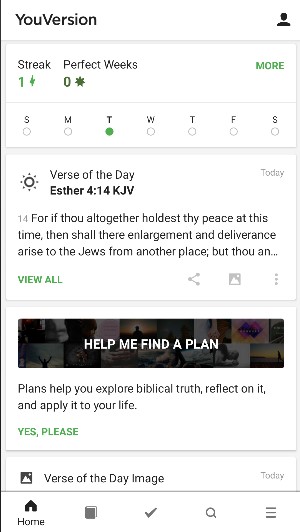 YouVersion
Streak Perfect Weeks
1 0 MORE
S M T W T F S
Verse of the Day Today
Esther 4:14 KJV
14 For if thou altogether holdest thy peace at this
time, then shall there enlargement and deliverance
arise to the Jews from another place; but thou an...
VIEW ALL
HELP ME FIND A PLAN
Plans help you explore biblical truth, reflect on it,
and apply it to your life.
YES, PLEASE
Verse of the Day Image Today
Home